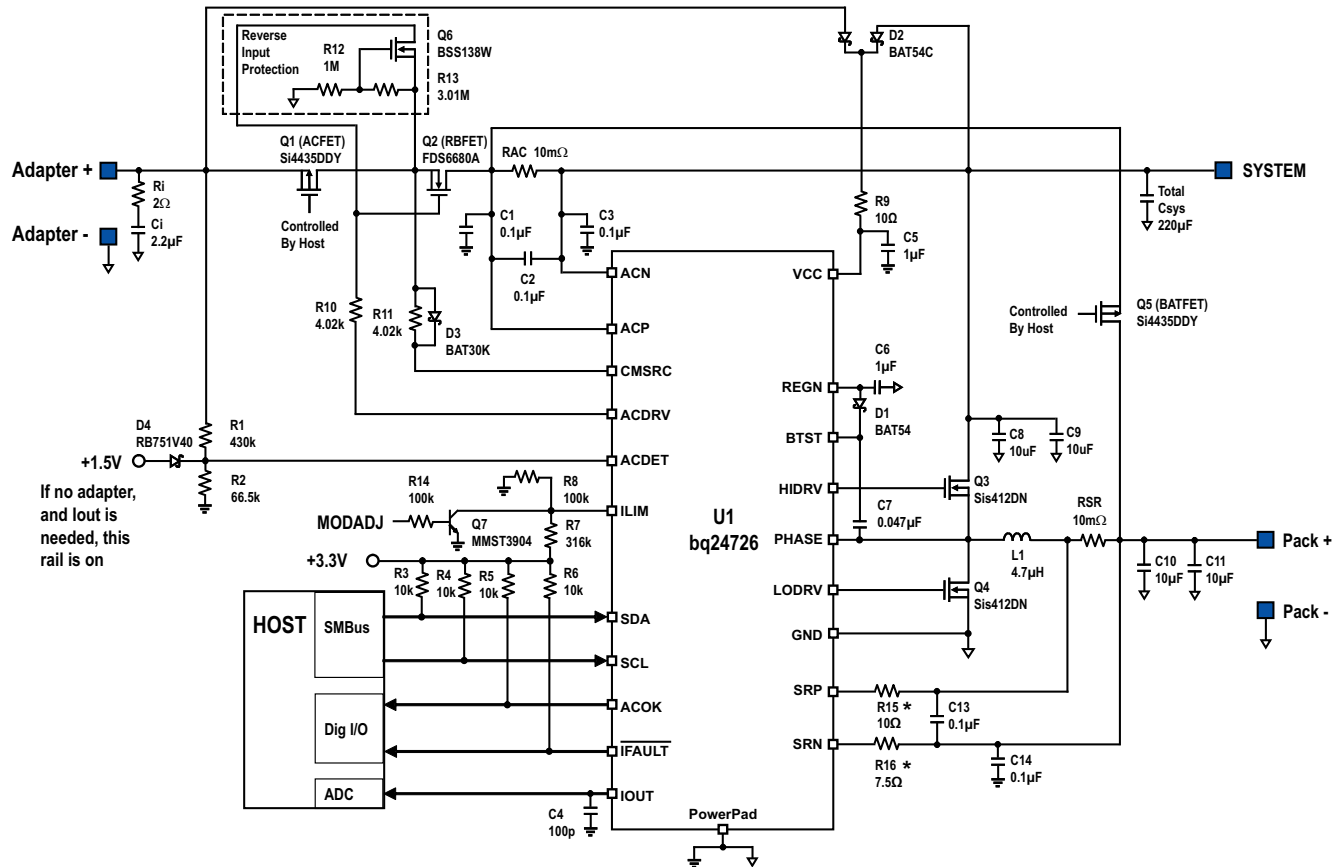 Reverse
Input
Protection
R12
1M
Q6
BSS138W
R13
3.01M
D2
BAT54C
Q1 (ACFET)
Si4435DDY
Q2 (RBFET)
FDS6680A
RAC 10mΩ
Adapter +
SYSTEM
Ri
2Ω
Ci
2.2µF
Adapter -
Controlled
By Host
C1
0.1µF
C3
0.1µF
C2
0.1µF
R9
10Ω
C5
1µF
Total
Csys
220µF
R10
4.02k
R11
4.02k
D3
BAT30K
ACN
ACP
CMSRC
ACDRV
ACDET
ILIM
SDA
SCL
ACOK
IFAULT
IOUT
VCC
REGN
BTST
HIDRV
PHASE
LODRV
GND
SRP
SRN
U1
bq24726
PowerPad
Controlled
By Host
Q5 (BATFET)
Si4435DDY
C6
1µF
D1
BAT54
C8
10uF
C9
10uF
Q3
Sis412DN
C7
0.047µF
RSR
10mΩ
L1
4.7µH
Q4
Sis412DN
C10
10µF
C11
10µF
Pack +
Pack -
R15 *
10Ω
C13
0.1µF
R16 *
7.5Ω
C14
0.1µF
D4
RB751V40
R1
430k
+1.5V
R2
66.5k
If no adapter,
and Iout is
needed, this
rail is on
R14
100k
R8
100k
MODADJ
Q7
MMST3904
R7
316k
+3.3V
R3
10k
R4
10k
R5
10k
R6
10k
HOST
SMBus
Dig I/O
ADC
C4
100p